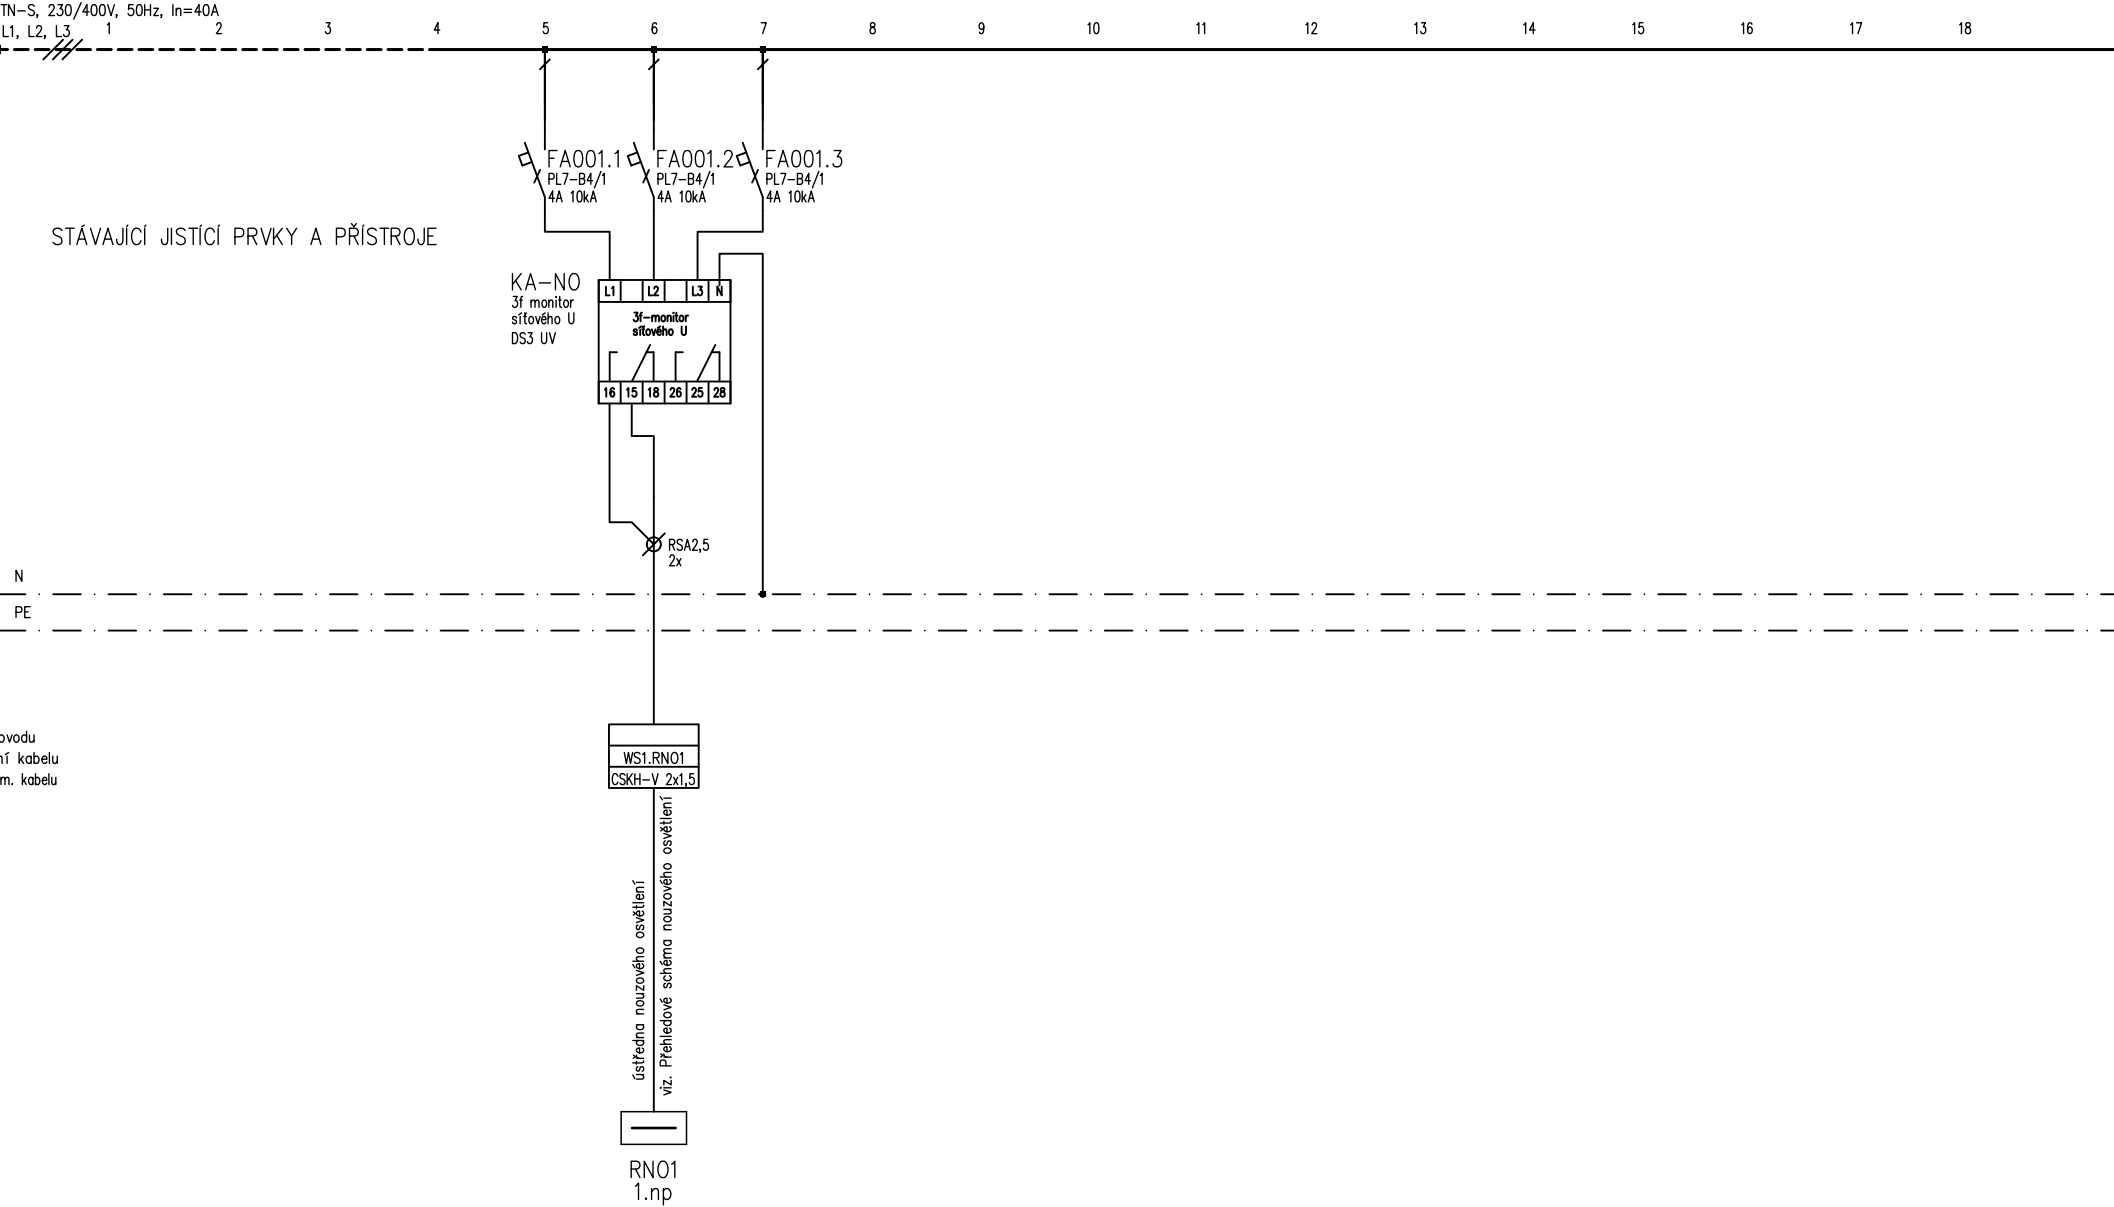 TN-S, 230/400V, 50Hz, In=40A
L1, L2, L3
1 2 3 4 5 6 7 8 9 10 11 12 13 14 15 16 17 18
FA001.1 FA001.2 FA001.3
PL7-B4/1 PL7-B4/1 PL7-B4/1
4A 10kA 4A 10kA 4A 10kA
STÁVAJÍCÍ JISTÍCÍ PRVKY A PŘÍSTROJE
KA-NO
3f monitor
síťového U
DS3 UV
L1 L2 L3 N
3f-monitor
síťového U
16 15 18 26 25 28
RSA2,5
2x
N
PE
ovodu
ní kabelu
m. kabelu
WS1.RNO1
CSKH-V 2x1,5
ústředna nouzového osvětlení
viz. Přehledové schéma nouzového osvětlení
RNO1
1.np